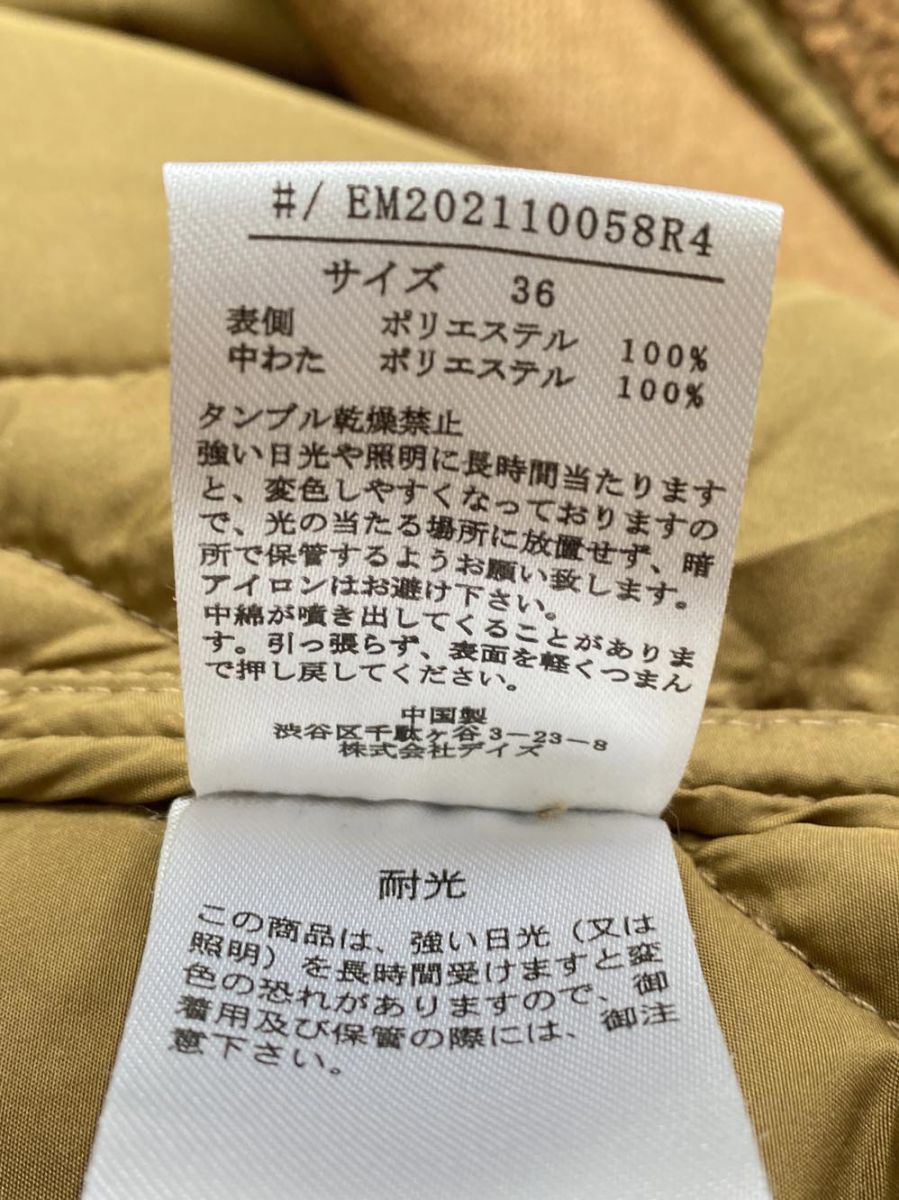 #/ EM202110058R4
サイズ 36
表側 ポリエステル 100%
中わた ポリエステル 100%
タンブル乾燥禁止
強い日光や照明に長時間当たります
と、変色しやすくなっておりますの
で、光の当たる場所に放置せず、暗
所で保管するようお願い致します。
アイロンはお避け下さい。
中綿が噴き出してくることがありま
す。引っ張らず、表面を軽くつまん
で押し戻してください。
中国製
渋谷区千駄ヶ谷3-23-8
株式会社デイズ
耐光
この商品は、強い日光（又は
照明）を長時間受けますと変
色の恐れがありますので、御
着用及び保管の際には、御注
意下さい。